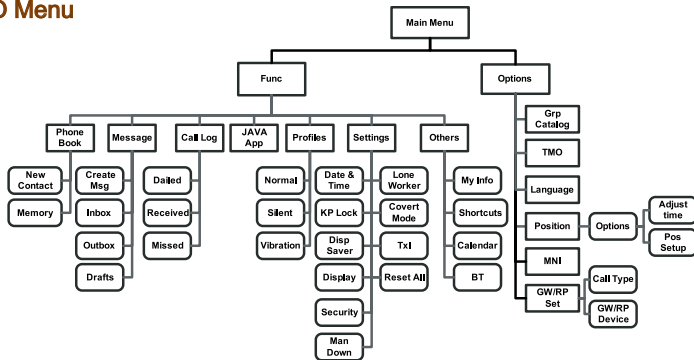 O Menu
Main Menu
Func
Options
Phone
Book
Message
Call Log
JAVA
App
Profiles
Settings
Others
Grp
Catalog
TMO
Language
Position
MNI
GW/RP
Set
New
Contact
Memory
Create
Msg
Inbox
Outbox
Drafts
Dailed
Received
Missed
Normal
Silent
Vibration
Date &
Time
KP Lock
Disp
Saver
Display
Security
Man
Down
Lone
Worker
Covert
Mode
TxI
Reset All
My Info
Shortcuts
Calendar
BT
Options
Adjust
time
Pos
Setup
Call Type
GW/RP
Device